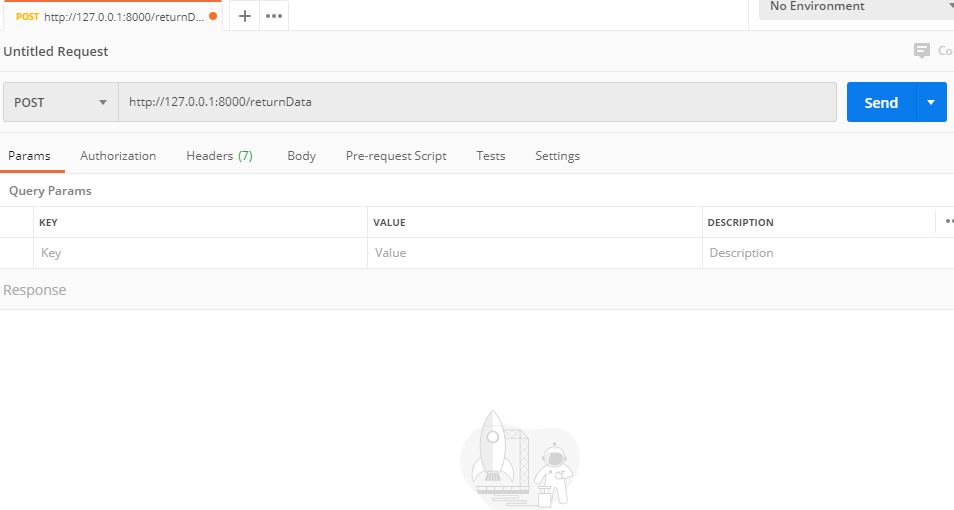 POST http://127.0.0.1:8000/returnD...
No Environment
Untitled Request
POST http://127.0.0.1:8000/returnData Send
Params Authorization Headers (7) Body Pre-request Script Tests Settings
Query Params
KEY VALUE DESCRIPTION
Key Value Description
Response